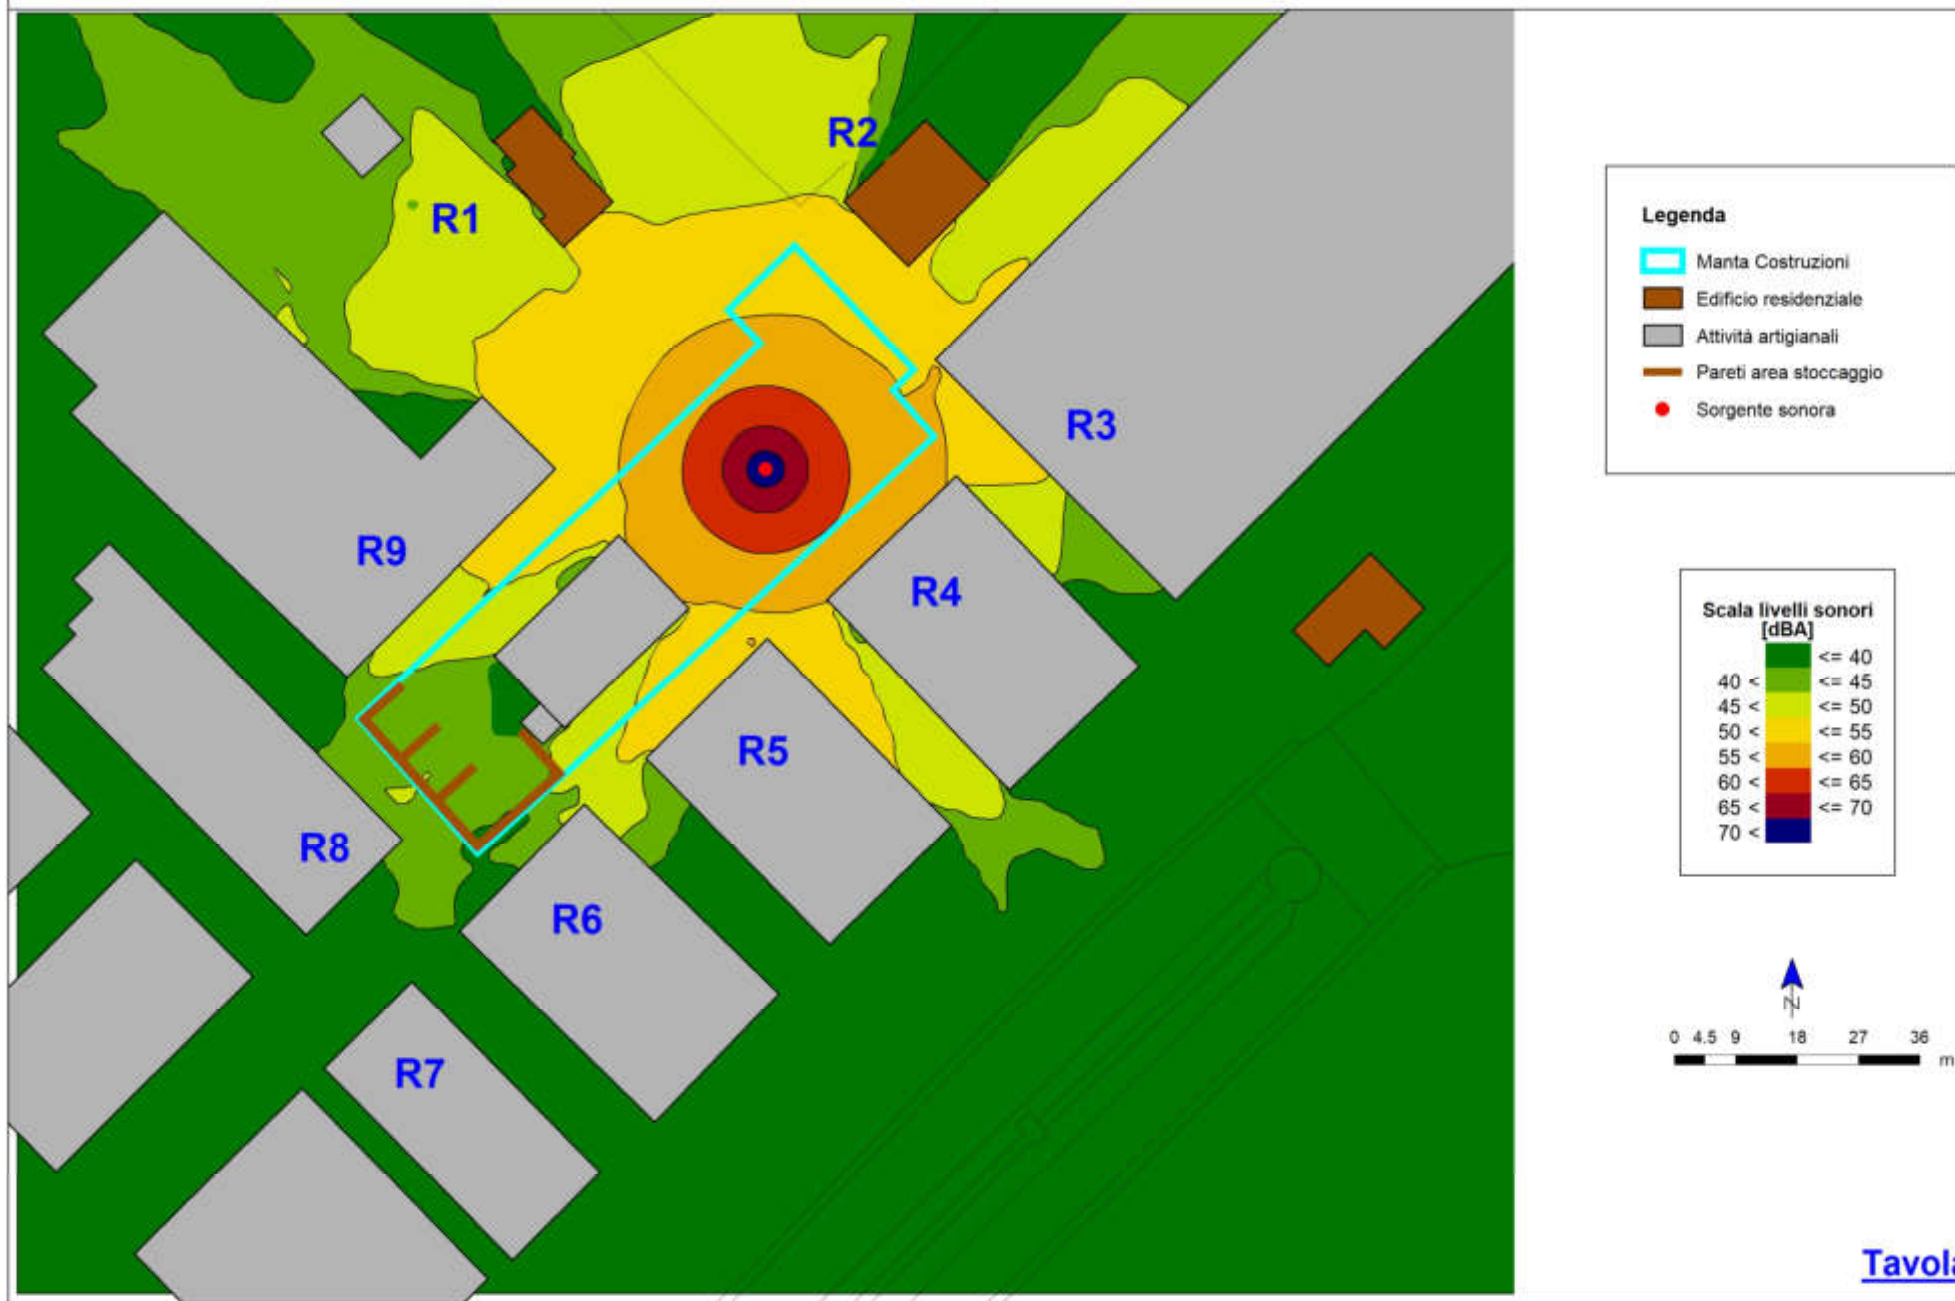 R2
R1
R3
R9
R4
R5
R8
R6
R7
Legenda
Manta Costruzioni
Edificio residenziale
Attività artigianali
Pareti area stoccaggio
Sorgente sonora
Scala livelli sonori
[dBA]
<= 40
40 < <= 45
45 < <= 50
50 < <= 55
55 < <= 60
60 < <= 65
65 < <= 70
70 <
N
0 4.5 9 18 27 36
m
Tavola